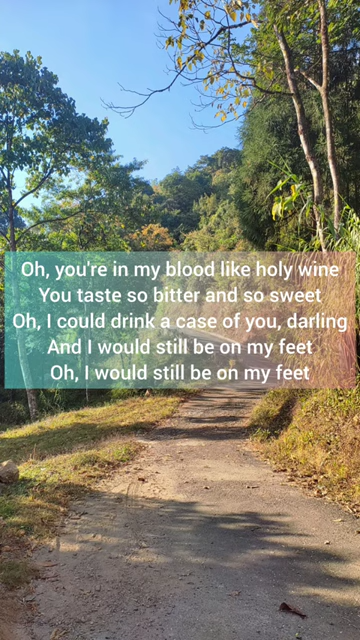 Oh, you're in my blood like holy wine
You taste so bitter and so sweet
Oh, I could drink a case of you, darling
And I would still be on my feet
Oh, I would still be on my feet